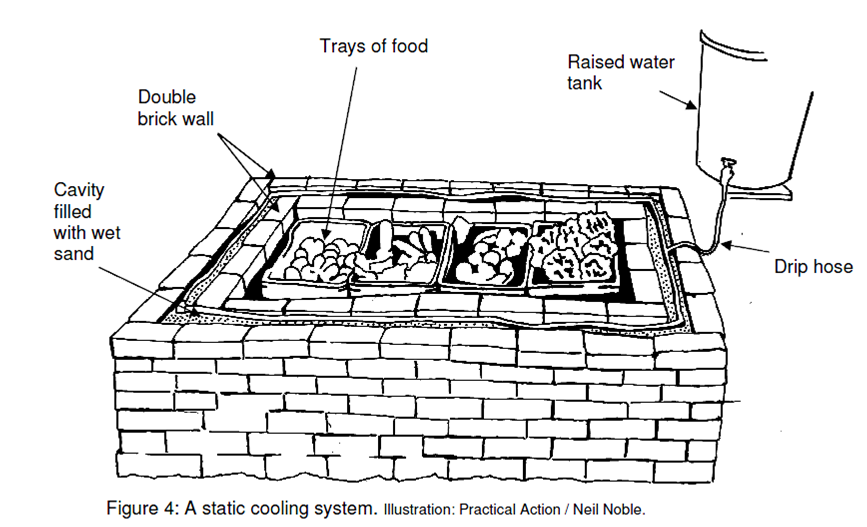 Trays of food
Raised water
tank
Double
brick wall
Cavity
filled
with wet
sand
Drip hose
Figure 4: A static cooling system. Illustration: Practical Action / Neil Noble.